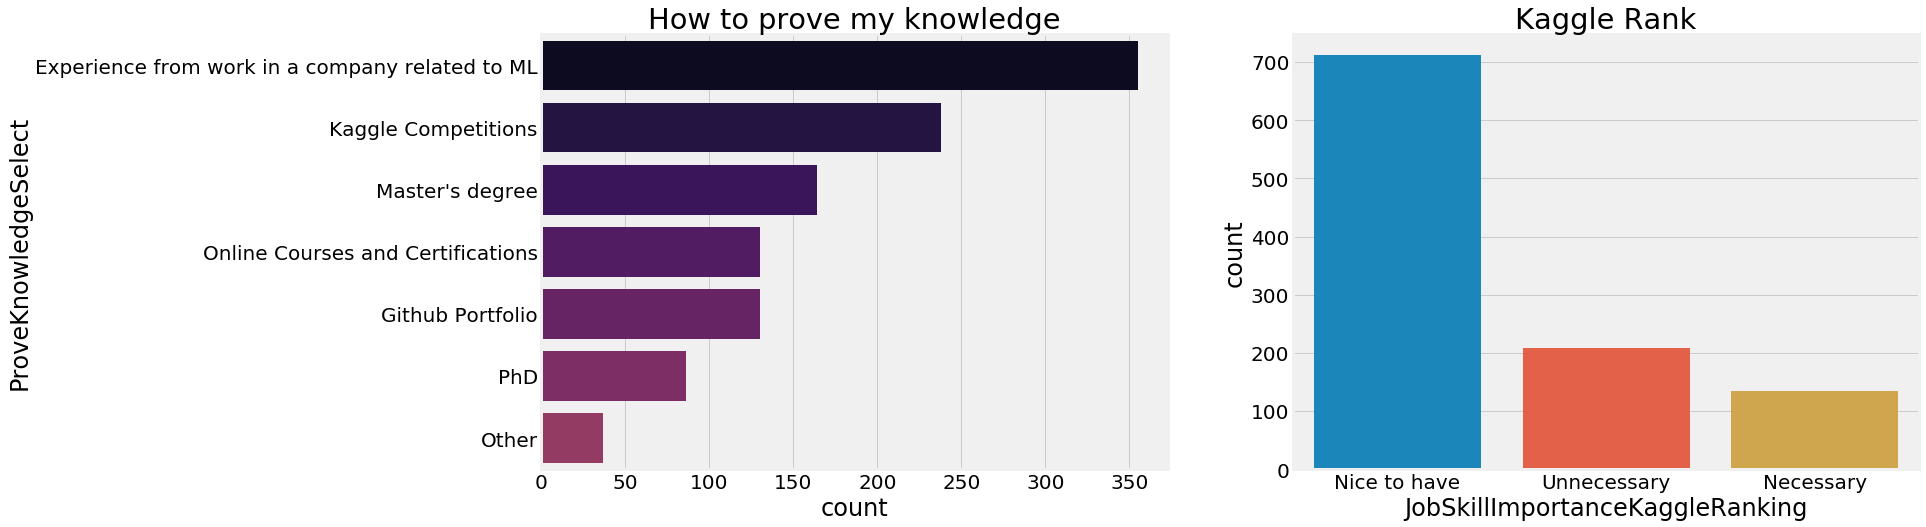 How to prove my knowledge
ProveKnowledgeSelect
Experience from work in a company related to ML
Kaggle Competitions
Master's degree
Online Courses and Certifications
Github Portfolio
PhD
Other
0 50 100 150 200 250 300 350
count
Kaggle Rank
count
700
600
500
400
300
200
100
0
Nice to have Unnecessary Necessary
JobSkillImportanceKaggleRanking